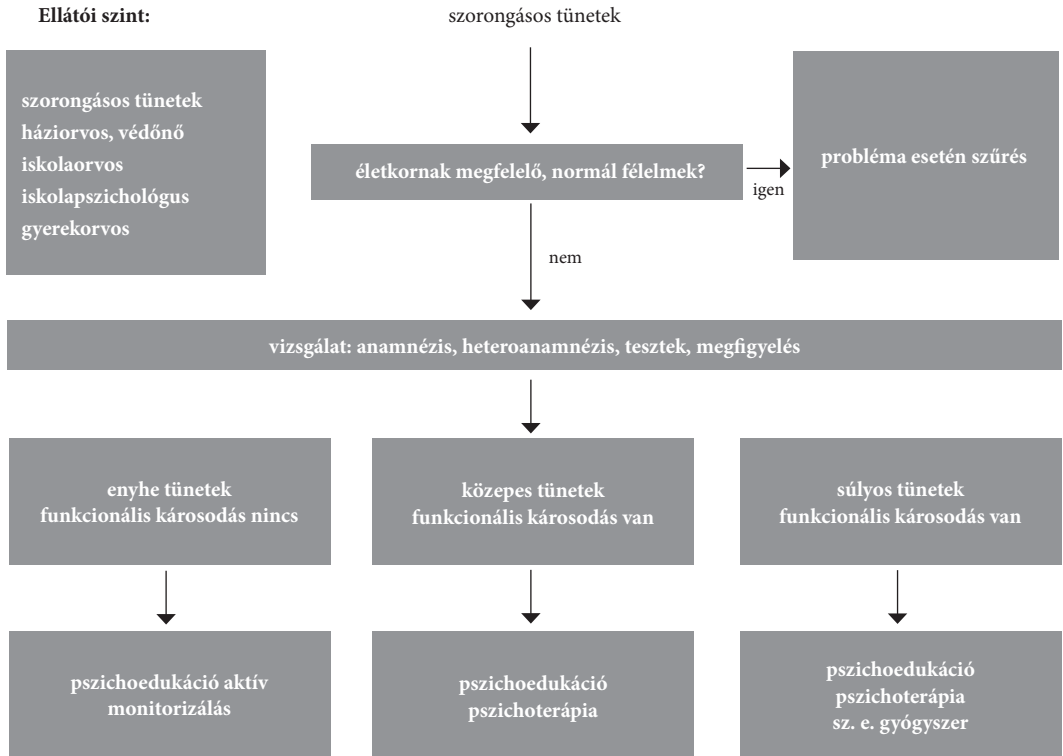 Ellátói szint:
szorongásos tünetek
szorongásos tünetek
háziorvos, védőnő
iskolaorvos
iskolapszichológus
gyerekorvos
életkornak megfelelő, normál félelmek?
igen
probléma esetén szűrés
nem
vizsgálat: anamnézis, heteroanamnézis, tesztek, megfigyelés
enyhe tünetek
funkcionális károsodás nincs
közepes tünetek
funkcionális károsodás van
súlyos tünetek
funkcionális károsodás van
pszichoedukáció aktív
monitorizálás
pszichoedukáció
pszichoterápia
pszichoedukáció
pszichoterápia
sz. e. gyógyszer